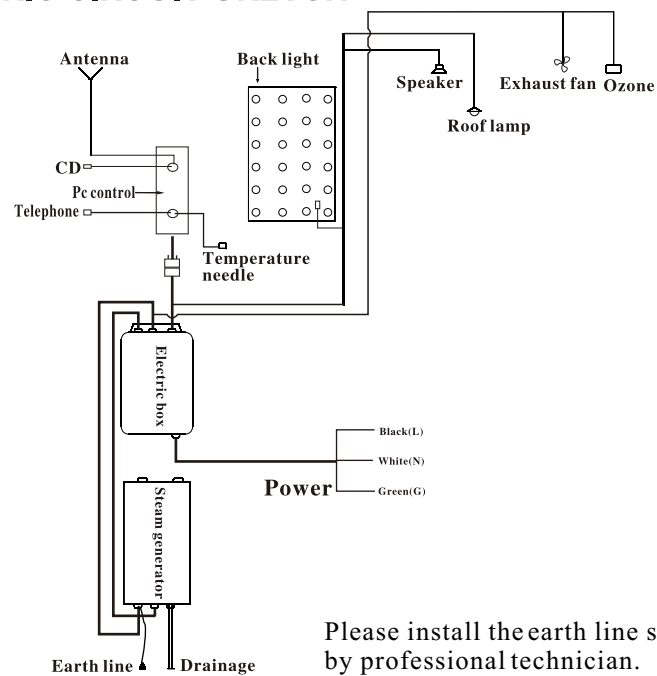 Antenna
Back light
Speaker
Exhaust fan
Ozone
Roof lamp
CD
Pc control
Telephone
Temperature
needle
Electric box
Black(L)
White(N)
Power
Green(G)
Steam generator
Earth line
Drainage
Please install the earth line s
by professional technician.